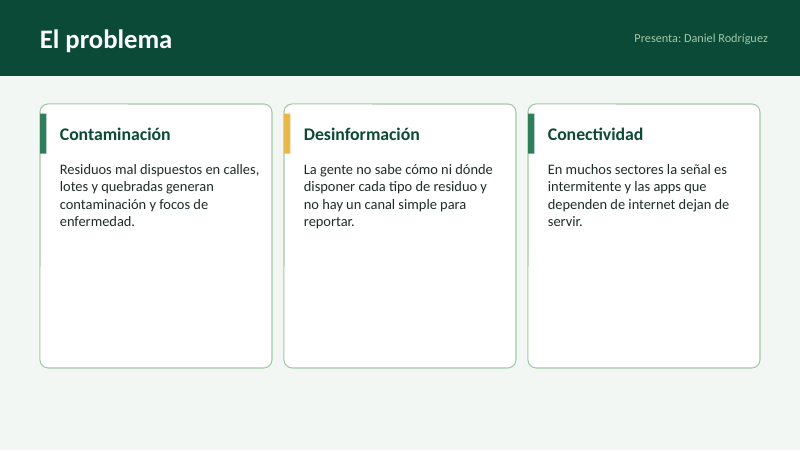 El problema
Presenta: Daniel Rodríguez
Contaminación
Residuos mal dispuestos en calles,
lotes y quebradas generan
contaminación y focos de
enfermedad.
Desinformación
La gente no sabe cómo ni dónde
disponer cada tipo de residuo y
no hay un canal simple para
reportar.
Conectividad
En muchos sectores la señal es
intermitente y las apps que
dependen de internet dejan de
servir.